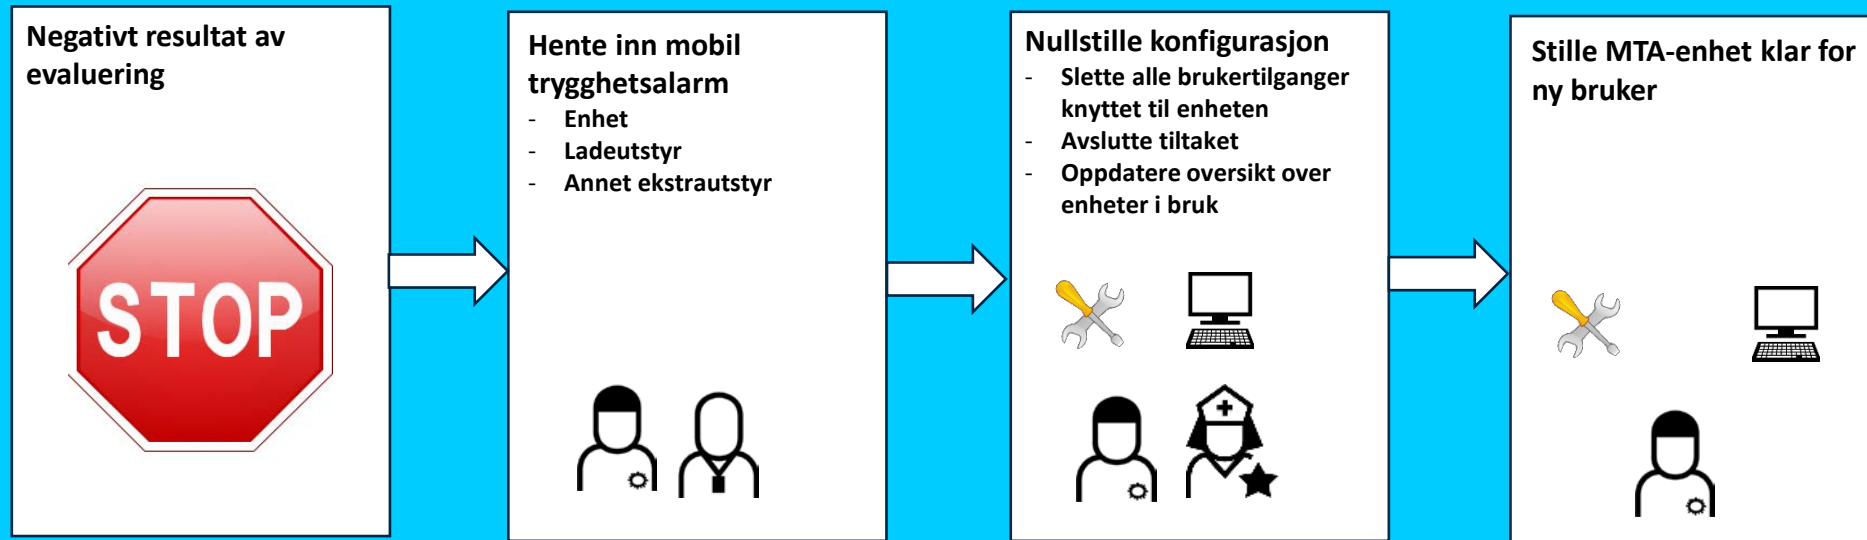 Negativt resultat av
evaluering
STOP
Hente inn mobil
trygghetsalarm
- Enhet
- Ladeutstyr
- Annet ekstrautstyr
Nullstille konfigurasjon
- Slette alle brukertilganger
knyttet til enheten
- Avslutte tiltaket
- Oppdatere oversikt over
enheter i bruk
Stille MTA-enhet klar for
ny bruker